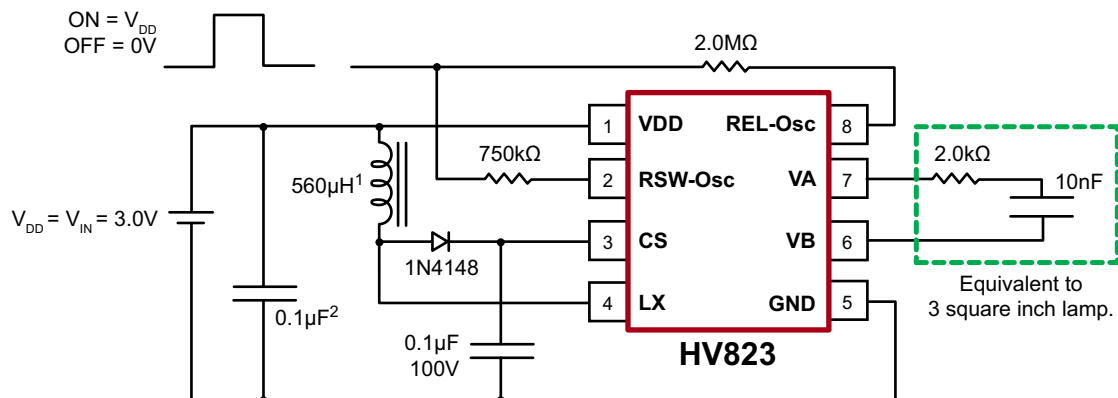 ON = VDD
OFF = 0V
2.0MΩ
1 VDD REL-Osc 8
750kΩ
2 RSW-Osc VA 7
2.0kΩ
10nF
560µH1
VDD = VIN = 3.0V
3 CS VB 6
1N4148
4 LX GND 5
Equivalent to
3 square inch lamp.
0.1µF2
0.1µF
100V
HV823